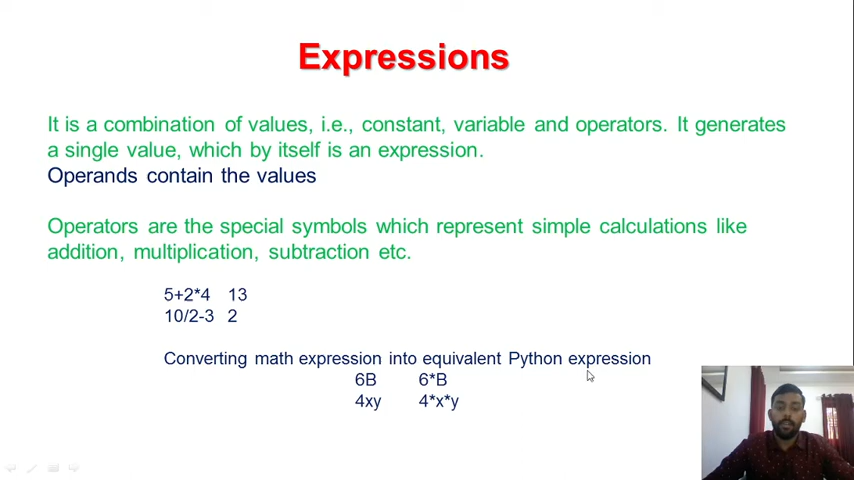 Expressions
It is a combination of values, i.e., constant, variable and operators. It generates
a single value, which by itself is an expression.
Operands contain the values
Operators are the special symbols which represent simple calculations like
addition, multiplication, subtraction etc.
5+2*4 13
10/2-3 2
Converting math expression into equivalent Python expression
6B 6*B
4xy 4*x*y